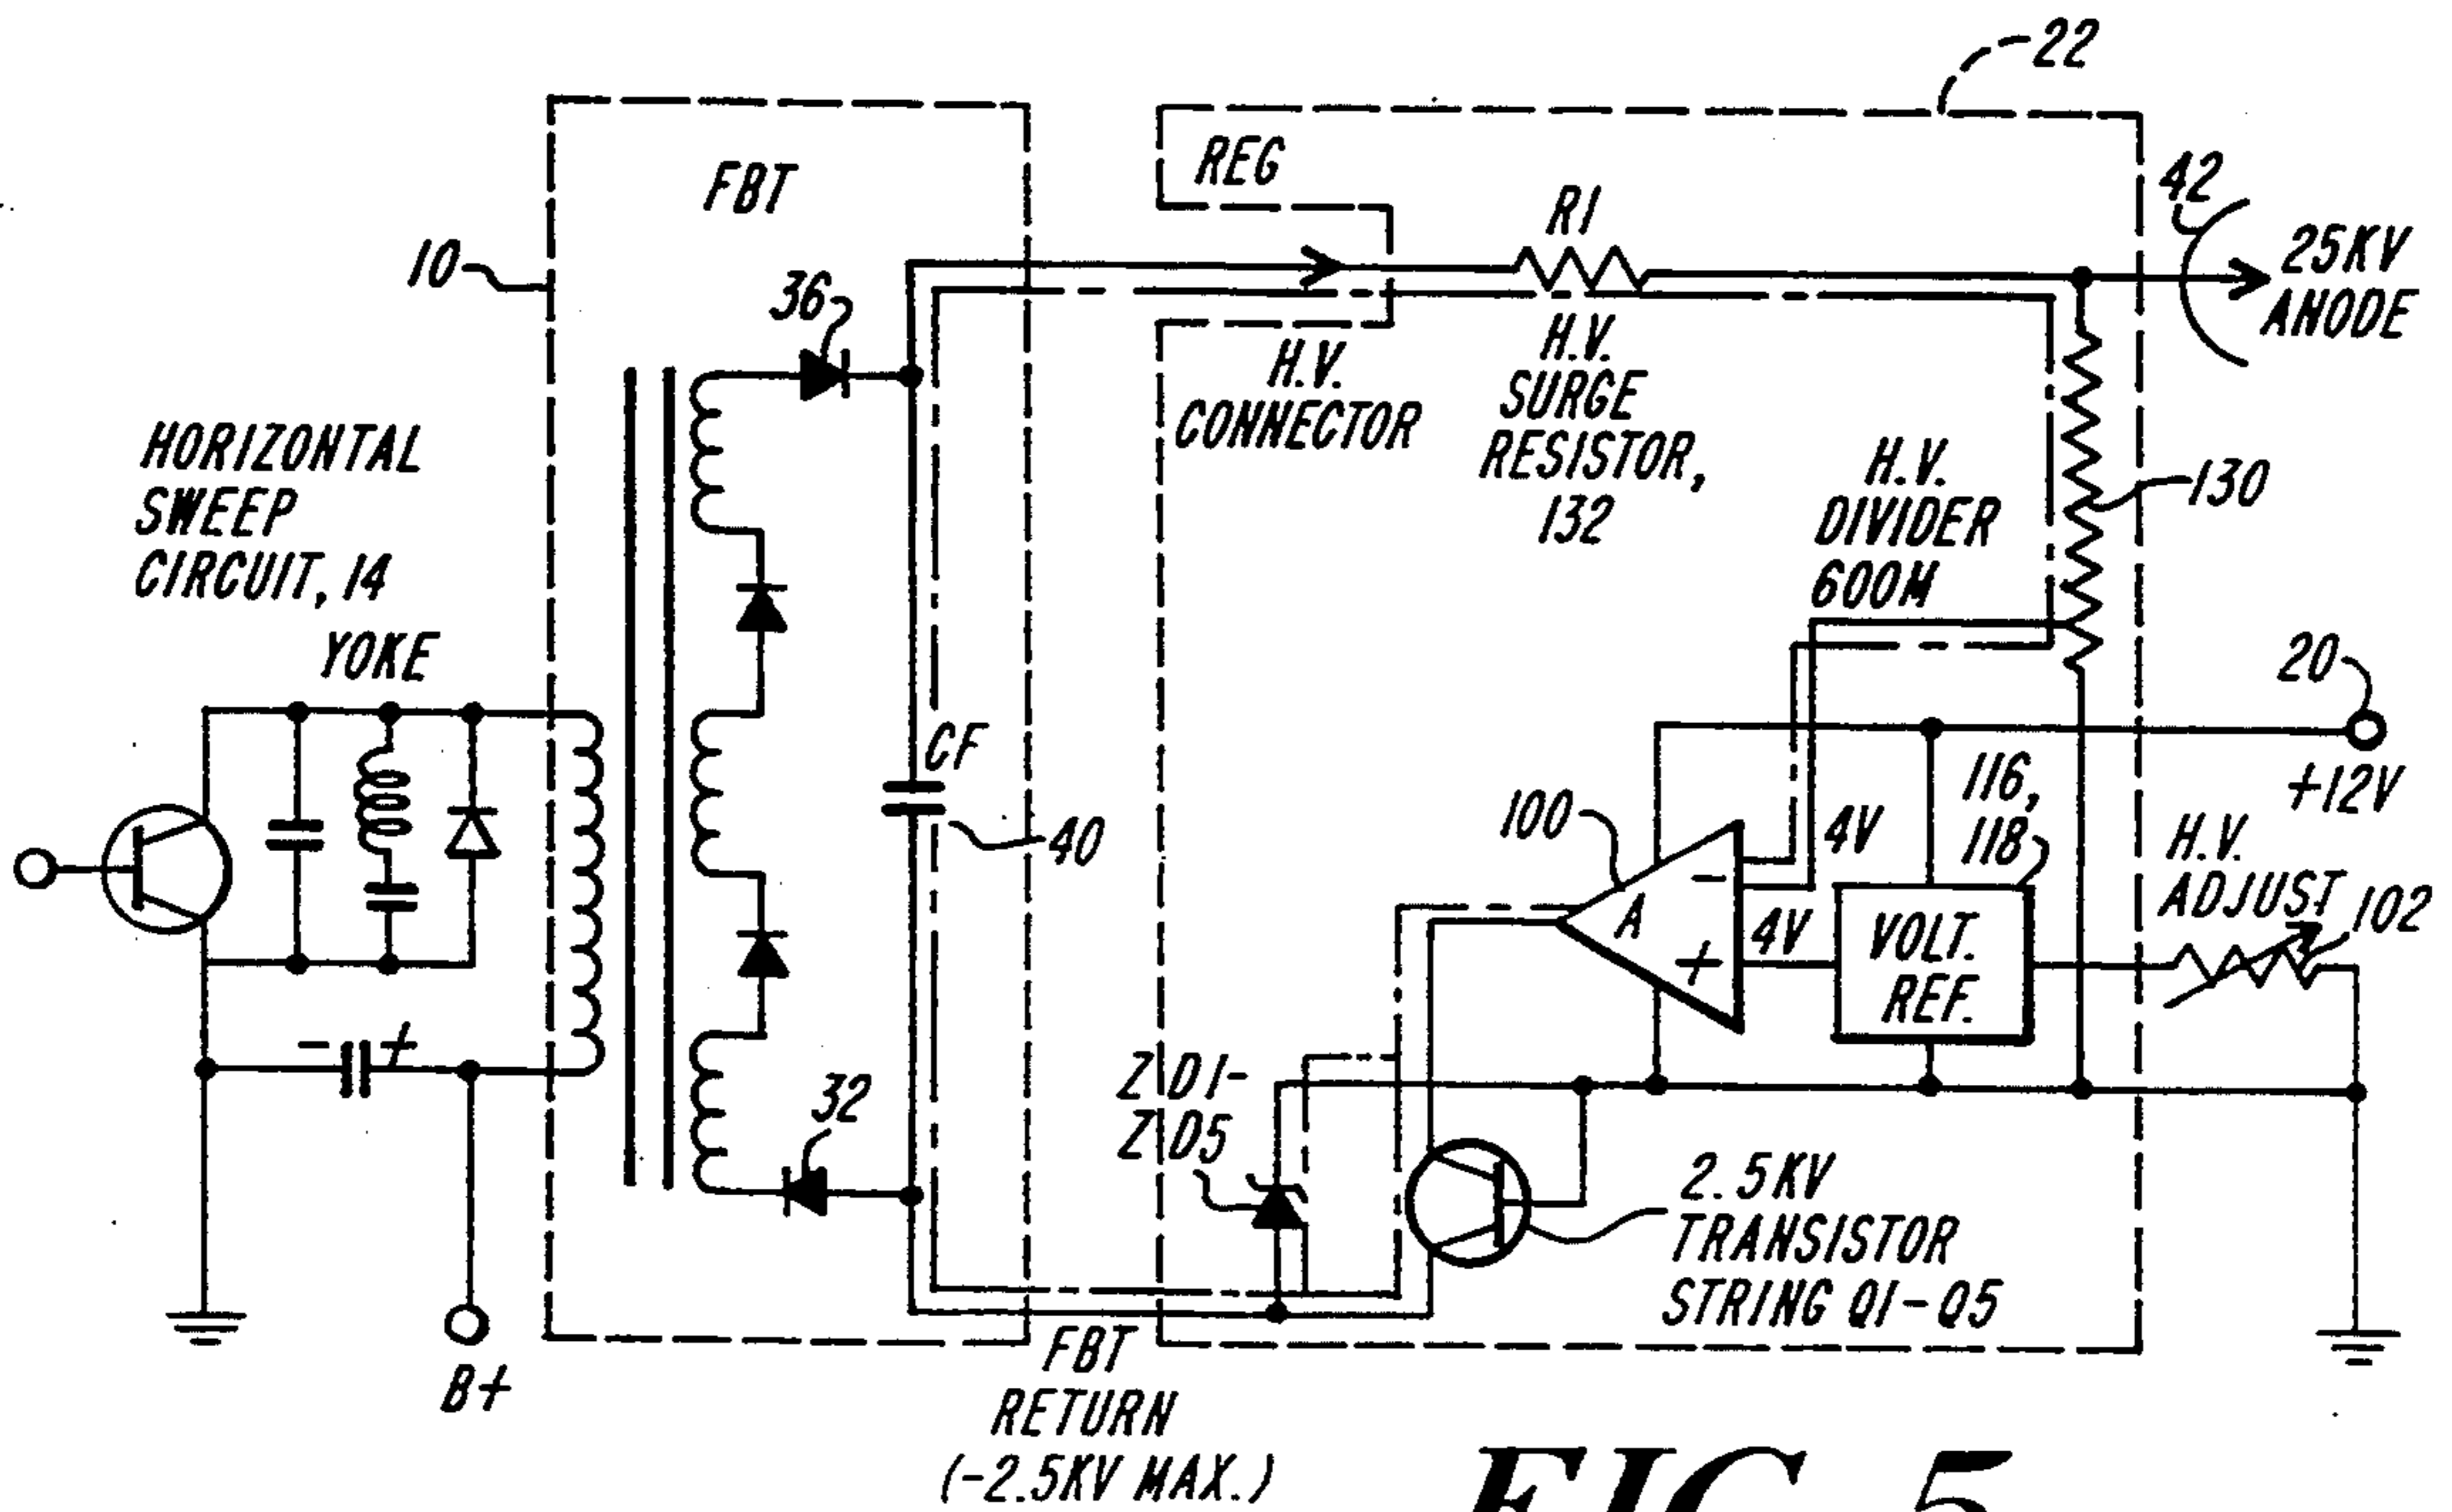 22
REG
FBT
R1
42
25KV
ANODE
10
36
H.V.
CONNECTOR
H.V.
SURGE
RESISTOR,
132
HORIZONTAL
SWEEP
CIRCUIT, 14
YOKE
H.V.
DIVIDER
600M
130
20
+12V
CF
40
100
4V
116,
118
H.V.
ADJUST
102
-
A
+
4V
VOLT.
REF.
- +
ZD1-
ZD5
32
2.5KV
TRANSISTOR
STRING Q1-Q5
B+
FBT
RETURN
(-2.5KV MAX.)
FIG. 5